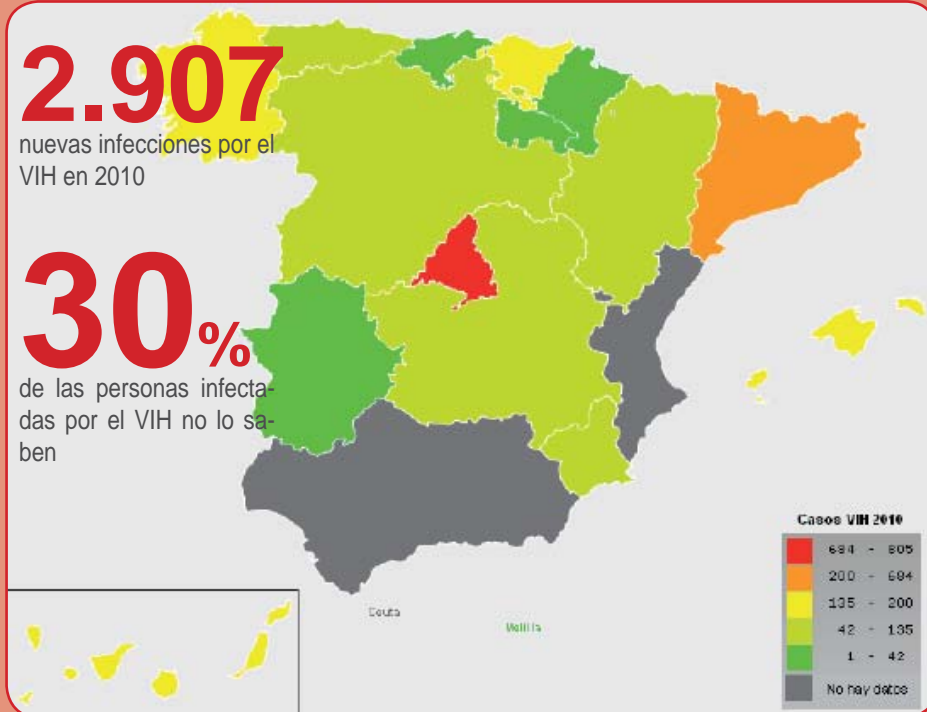 2.907
nuevas infecciones por el
VIH en 2010
30%
de las personas infecta-
das por el VIH no lo sa-
ben
Ceuta
Melilla
Casos VIH 2010
684 - 805
200 - 684
135 - 200
42 - 135
1 - 42
No hay datos